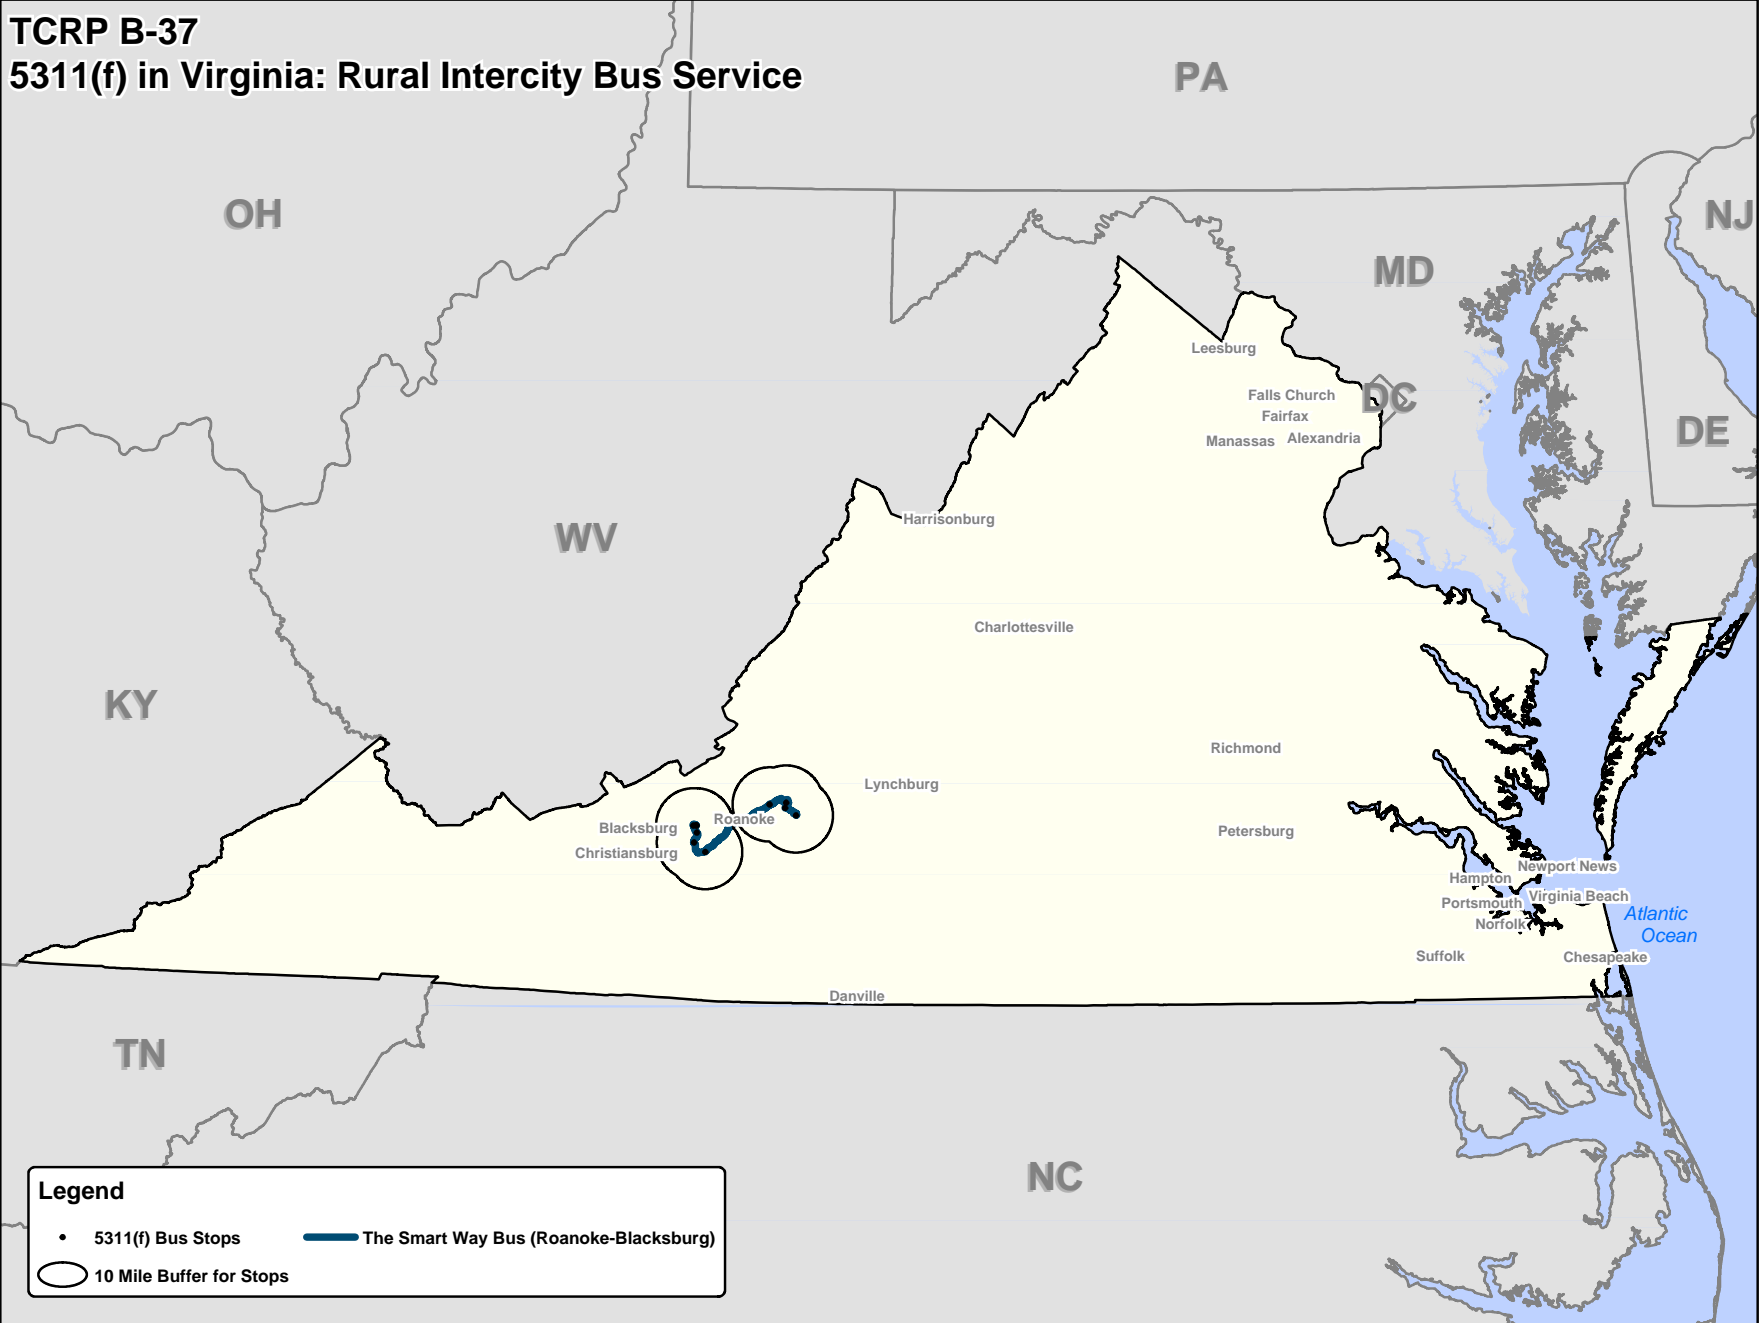 TCRP B-37
5311(f) in Virginia: Rural Intercity Bus Service
PA
OH
NJ
MD
Leesburg
DC
Falls Church
Fairfax
Manassas
Alexandria
DE
Harrisonburg
WV
Charlottesville
KY
Richmond
Lynchburg
Roanoke
Blacksburg
Petersburg
Christiansburg
Newport News
Hampton
Virginia Beach
Portsmouth
Norfolk
Atlantic
Ocean
Suffolk
Chesapeake
Danville
TN
NC
Legend
5311(f) Bus Stops
The Smart Way Bus (Roanoke-Blacksburg)
10 Mile Buffer for Stops